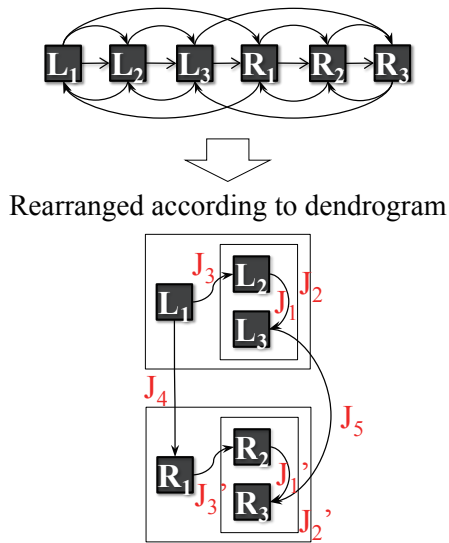 L₁ L₂ L₃ R₁ R₂ R₃
Rearranged according to dendrogram
J₃ L₂ J₂
L₁ J₁
L₃
J₄ J₅
R₂
R₁ J₃' J₁'
R₃ J₂'